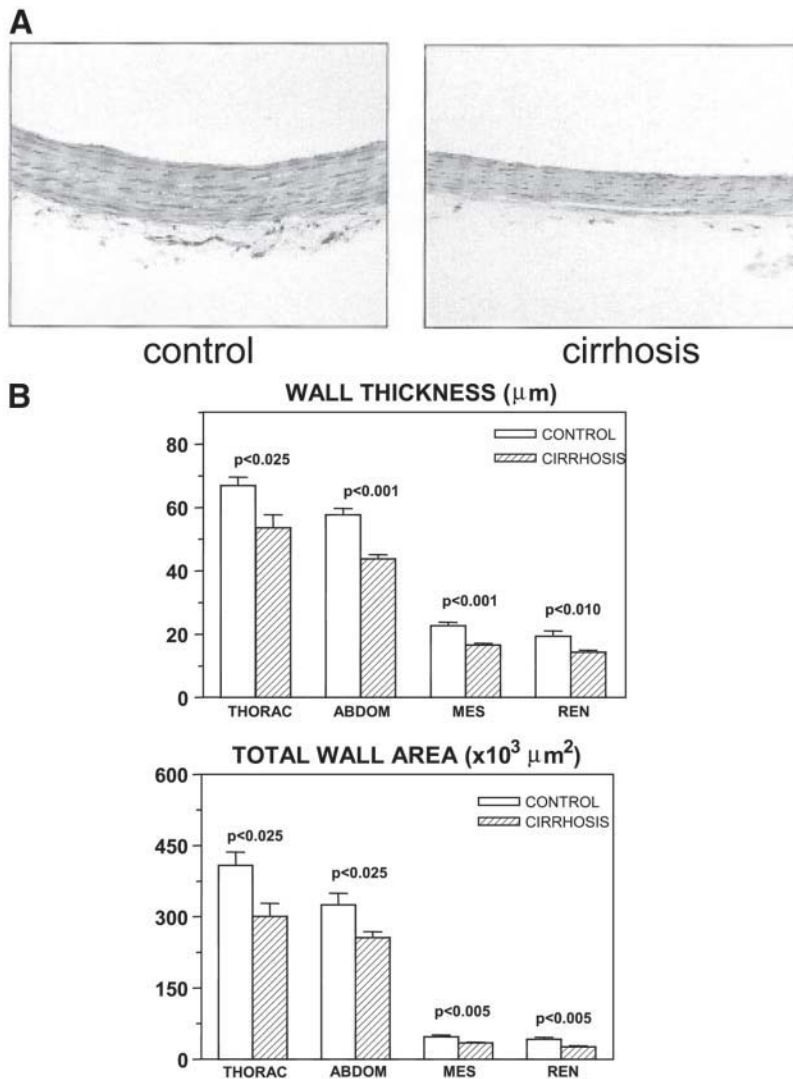 A
control cirrhosis
B
WALL THICKNESS (μm)
CONTROL
CIRRHOSIS
80
60
40
20
0
p<0.025
p<0.001
p<0.001
p<0.010
THORAC ABDOM MES REN
TOTAL WALL AREA (x10³ μm²)
CONTROL
CIRRHOSIS
600
450
300
150
0
p<0.025
p<0.025
p<0.005
p<0.005
THORAC ABDOM MES REN